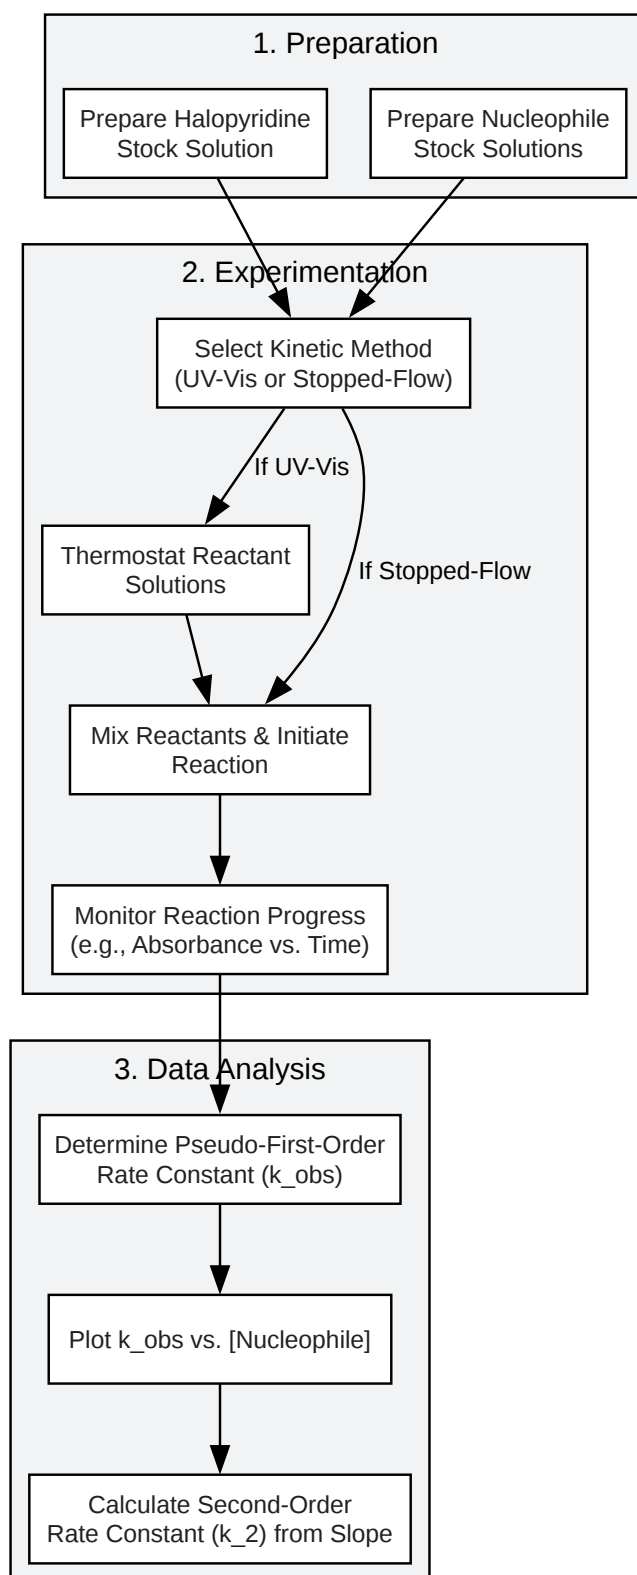 1. Preparation
Prepare Halopyridine
Stock Solution
Prepare Nucleophile
Stock Solutions
2. Experimentation
Select Kinetic Method
(UV-Vis or Stopped-Flow)
If UV-Vis
Thermostat Reactant
Solutions
If Stopped-Flow
Mix Reactants & Initiate
Reaction
Monitor Reaction Progress
(e.g., Absorbance vs. Time)
3. Data Analysis
Determine Pseudo-First-Order
Rate Constant (k_obs)
Plot k_obs vs. [Nucleophile]
Calculate Second-Order
Rate Constant (k_2) from Slope